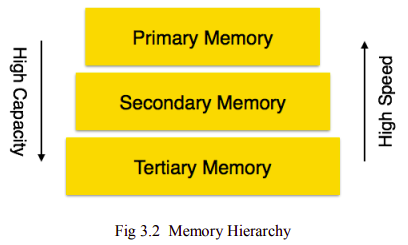 Primary Memory
High Capacity
Secondary Memory
High Speed
Tertiary Memory
Fig 3.2 Memory Hierarchy